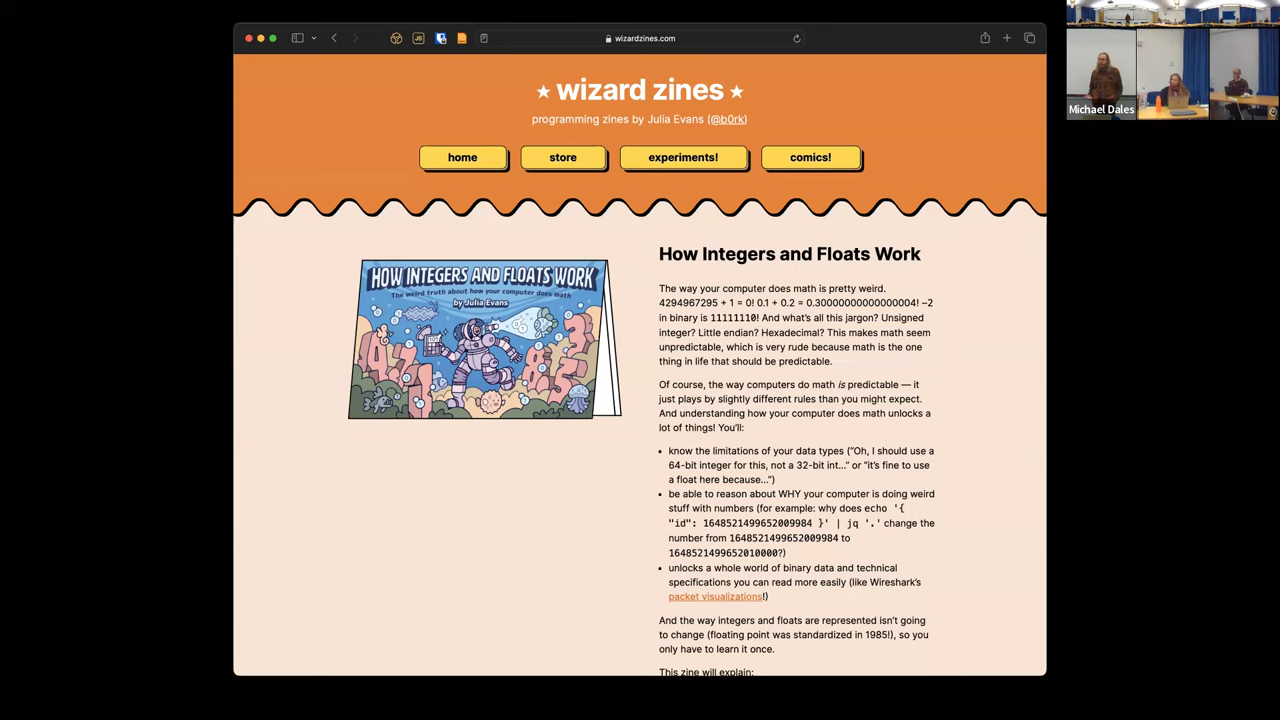 wizardzines.com
★ wizard zines ★
programming zines by Julia Evans (@b0rk)
home
store
experiments!
comics!
HOW INTEGERS AND FLOATS WORK
The weird truth about how your computer does math
by Julia Evans
How Integers and Floats Work
The way your computer does math is pretty weird.
4294967295 + 1 = 0! 0.1 + 0.2 = 0.30000000000000004! −2
in binary is 11111110! And what's all this jargon? Unsigned
integer? Little endian? Hexadecimal? This makes math seem
unpredictable, which is very rude because math is the one
thing in life that should be predictable.
Of course, the way computers do math is predictable — it
just plays by slightly different rules than you might expect.
And understanding how your computer does math unlocks a
lot of things! You'll:
• know the limitations of your data types ("Oh, I should use a
64-bit integer for this, not a 32-bit int…" or "it's fine to use
a float here because…")
• be able to reason about WHY your computer is doing weird
stuff with numbers (for example: why does echo '{
"id": 1648521499652009984 }' | jq '.' change the
number from 1648521499652009984 to
1648521499652010000?)
• unlocks a whole world of binary data and technical
specifications you can read more easily (like Wireshark's
packet visualizations!)
And the way integers and floats are represented isn't going
to change (floating point was standardized in 1985!), so you
only have to learn it once.
This zine will explain:
Michael Dales